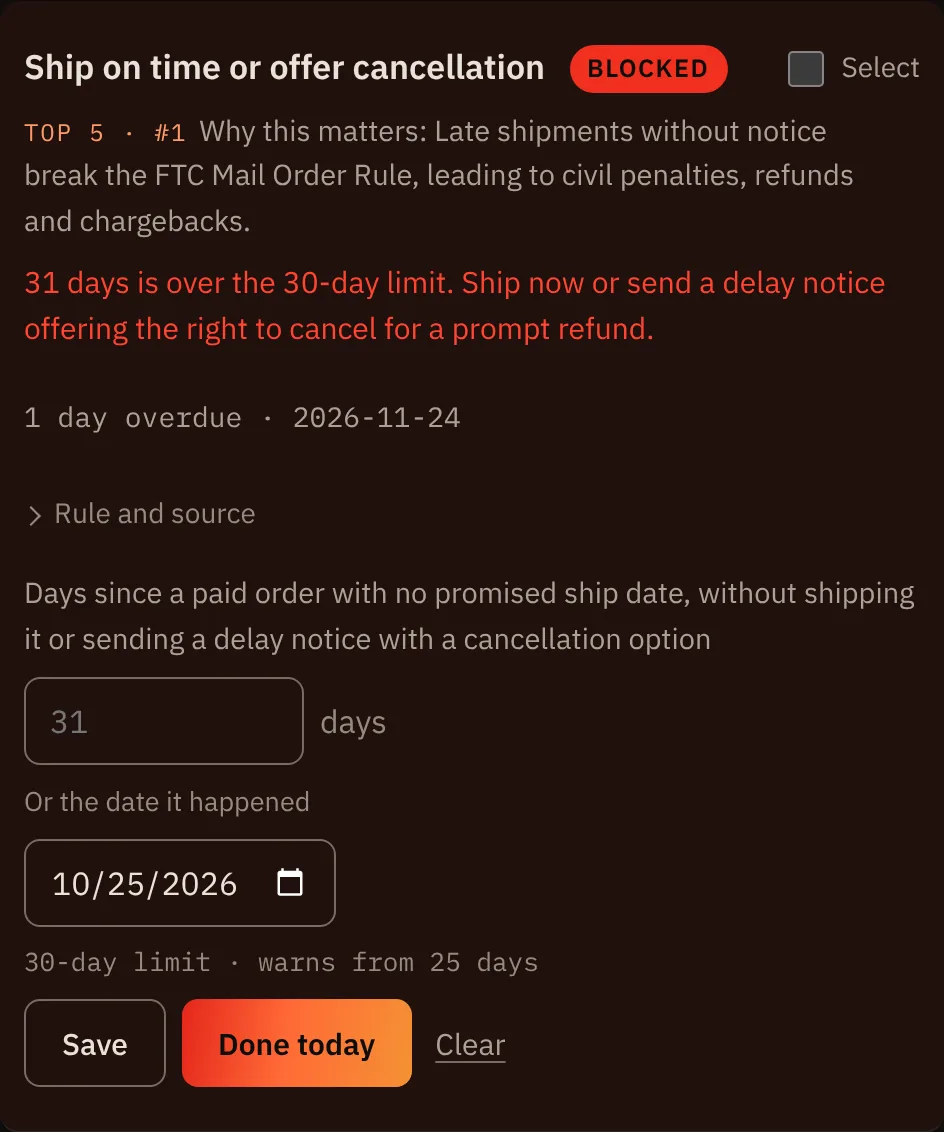 Ship on time or offer cancellation BLOCKED Select
TOP 5 · #1 Why this matters: Late shipments without notice
break the FTC Mail Order Rule, leading to civil penalties, refunds
and chargebacks.
31 days is over the 30-day limit. Ship now or send a delay notice
offering the right to cancel for a prompt refund.
1 day overdue · 2026-11-24
Rule and source
Days since a paid order with no promised ship date, without shipping
it or sending a delay notice with a cancellation option
31 days
Or the date it happened
10/25/2026
30-day limit · warns from 25 days
Save Done today Clear